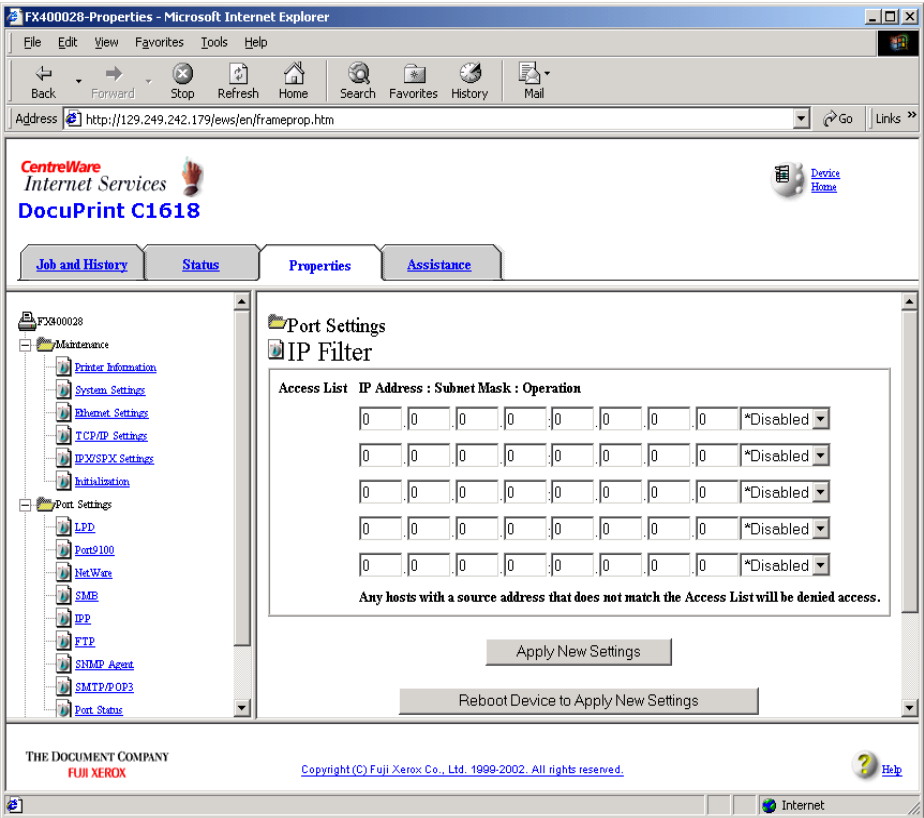 FX400028-Properties - Microsoft Internet Explorer
File Edit View Favorites Tools Help
Back Forward Stop Refresh Home Search Favorites History Mail
Address http://129.249.242.179/ews/en/frameprop.htm Go Links »
CentreWare
Internet Services
DocuPrint C1618
Device
Home
Job and History Status Properties Assistance
FX400028
Maintenance
Printer Information
System Settings
Ethernet Settings
TCP/IP Settings
IPX/SPX Settings
Initialization
Port Settings
LPD
Port9100
NetWare
SMB
IPP
FTP
SNMP Agent
SMTP/POP3
Port Status
Port Settings
IP Filter
Access List IP Address : Subnet Mask : Operation
0 .0 .0 .0 :0 .0 .0 .0 *Disabled
0 .0 .0 .0 :0 .0 .0 .0 *Disabled
0 .0 .0 .0 :0 .0 .0 .0 *Disabled
0 .0 .0 .0 :0 .0 .0 .0 *Disabled
0 .0 .0 .0 :0 .0 .0 .0 *Disabled
Any hosts with a source address that does not match the Access List will be denied access.
Apply New Settings
Reboot Device to Apply New Settings
THE DOCUMENT COMPANY
FUJI XEROX
Copyright (C) Fuji Xerox Co., Ltd. 1999-2002. All rights reserved.
Help
Internet